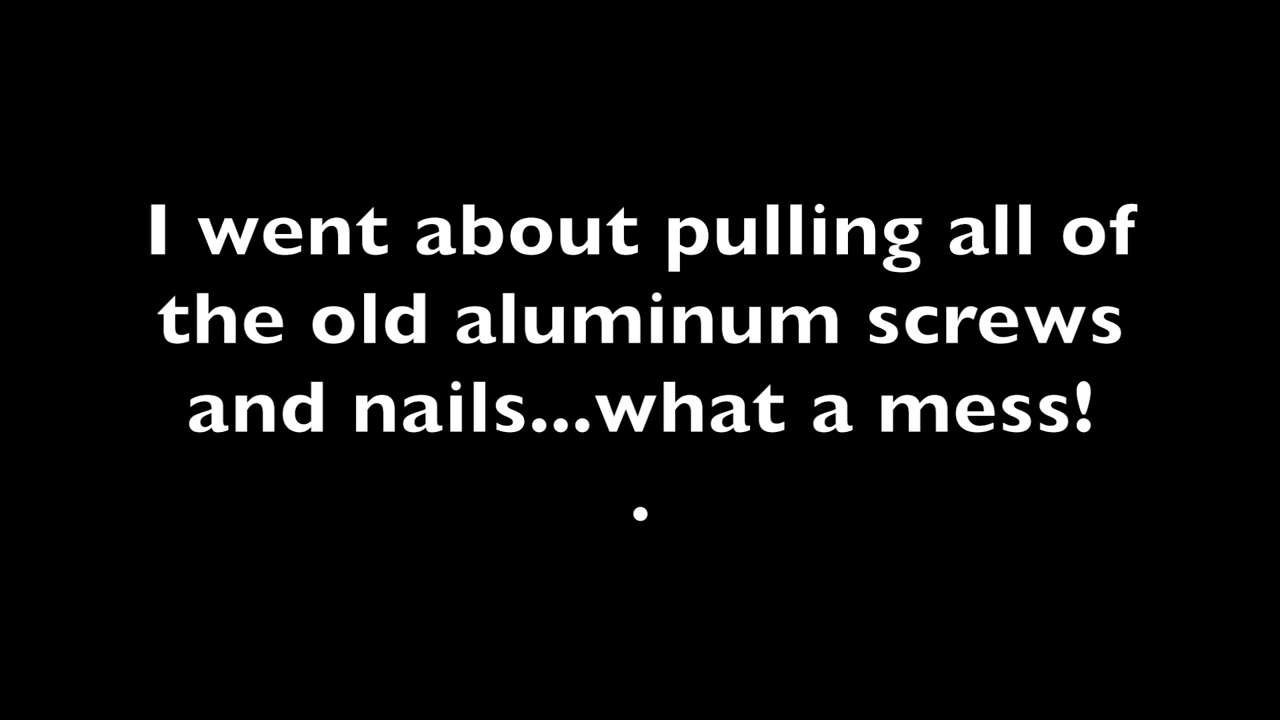 I went about pulling all of
the old aluminum screws
and nails...what a mess!
.